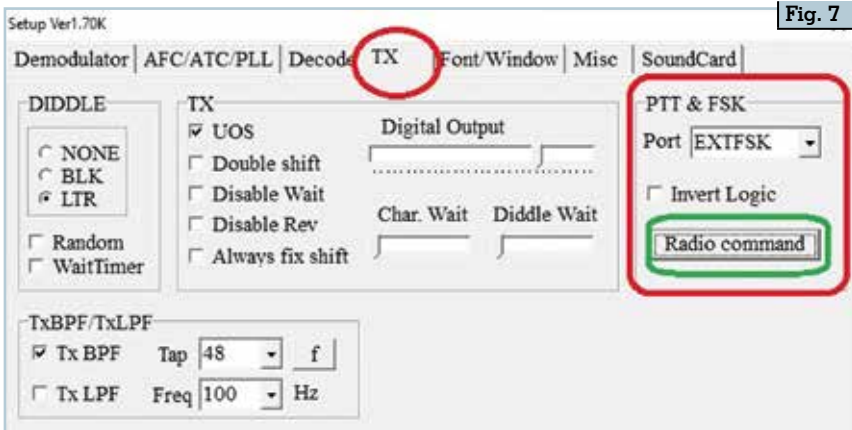 Fig. 7
Setup Ver1.70K
Demodulator AFC/ATC/PLL Decode TX Font/Window Misc SoundCard
DIDDLE
NONE
BLK
LTR
Random
WaitTimer
TX
UOS
Double shift
Disable Wait
Disable Rev
Always fix shift
Digital Output
Char. Wait Diddle Wait
PTT & FSK
Port EXTFSK
Invert Logic
Radio command
TxBPF/TxLPF
Tx BPF Tap 48 f
Tx LPF Freq 100 Hz